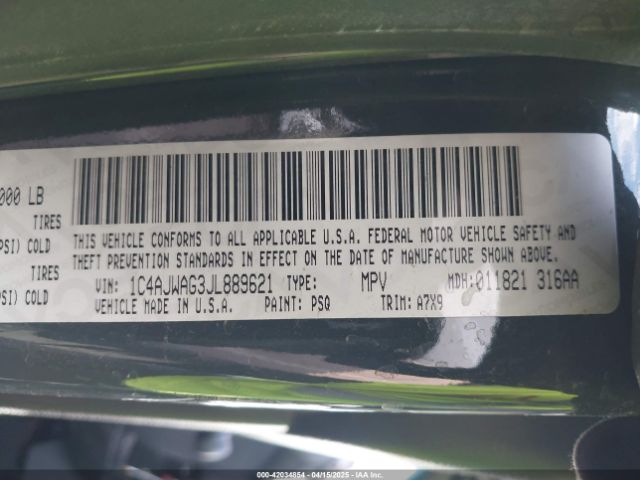 000 LB
TIRES
PSI) COLD
TIRES
PSI) COLD
THIS VEHICLE CONFORMS TO ALL APPLICABLE U.S.A. FEDERAL MOTOR VEHICLE SAFETY AND
THEFT PREVENTION STANDARDS IN EFFECT ON THE DATE OF MANUFACTURE SHOWN ABOVE.
VIN: 1C4AJWAG3JL889621 TYPE: MPV MDH:011821 316AA
VEHICLE MADE IN U.S.A. PAINT: PSQ TRIM: A7X9
000-42034854 - 04/15/2025 - IAA Inc.